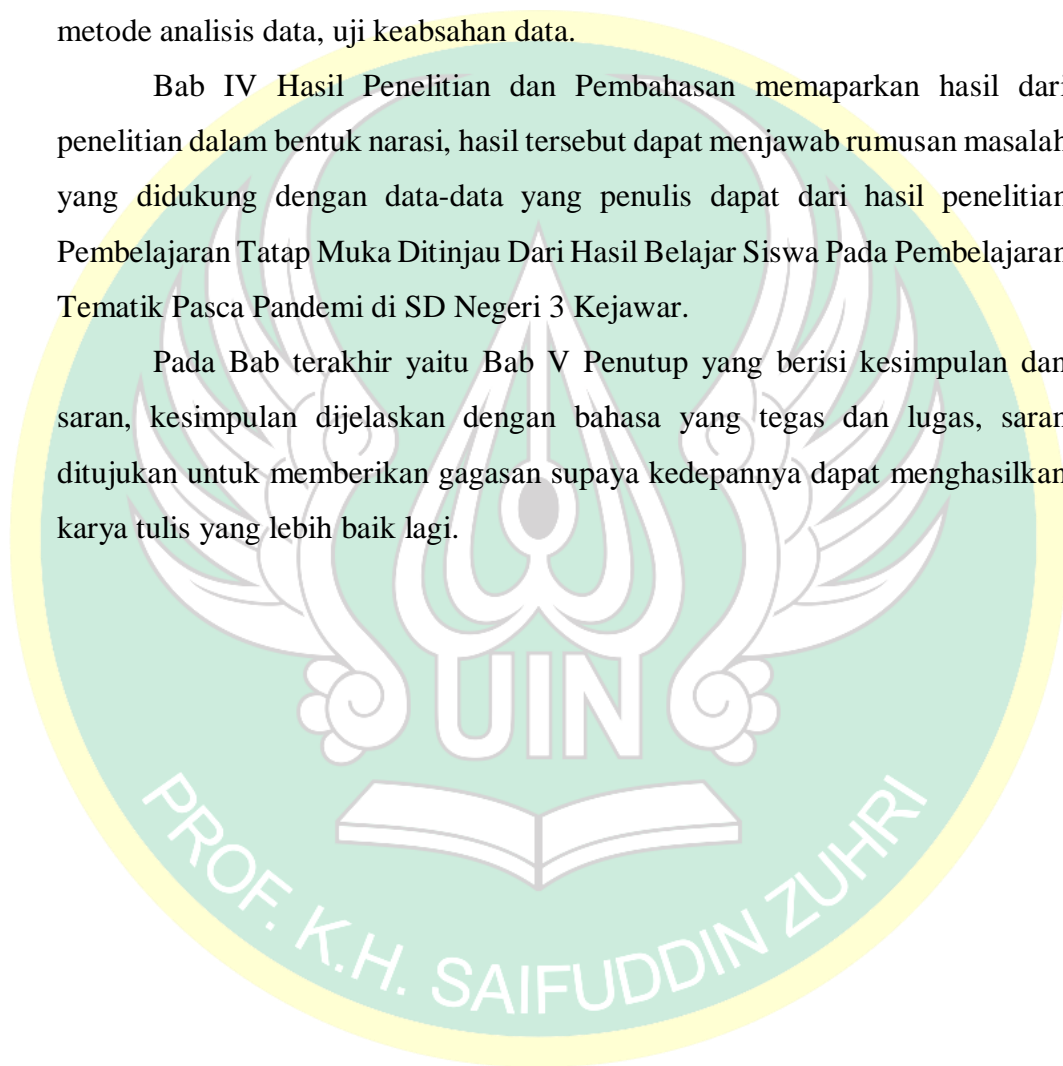 metode analisis data, uji keabsahan data.
Bab IV Hasil Penelitian dan Pembahasan memaparkan hasil dari
penelitian dalam bentuk narasi, hasil tersebut dapat menjawab rumusan masalah
yang didukung dengan data-data yang penulis dapat dari hasil penelitian
Pembelajaran Tatap Muka Ditinjau Dari Hasil Belajar Siswa Pada Pembelajaran
Tematik Pasca Pandemi di SD Negeri 3 Kejawar.
Pada Bab terakhir yaitu Bab V Penutup yang berisi kesimpulan dan
saran, kesimpulan dijelaskan dengan bahasa yang tegas dan lugas, saran
ditujukan untuk memberikan gagasan supaya kedepannya dapat menghasilkan
karya tulis yang lebih baik lagi.
UIN
PROF. K.H. SAIFUDDIN ZUHRI